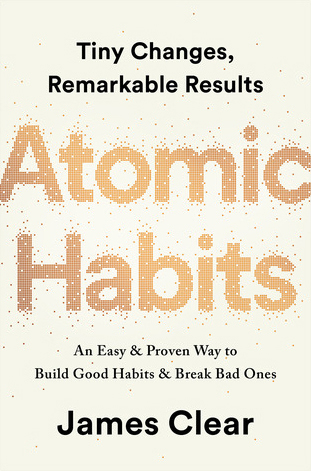 Tiny Changes,
Remarkable Results
Atomic
Habits
An Easy & Proven Way to
Build Good Habits & Break Bad Ones
James Clear